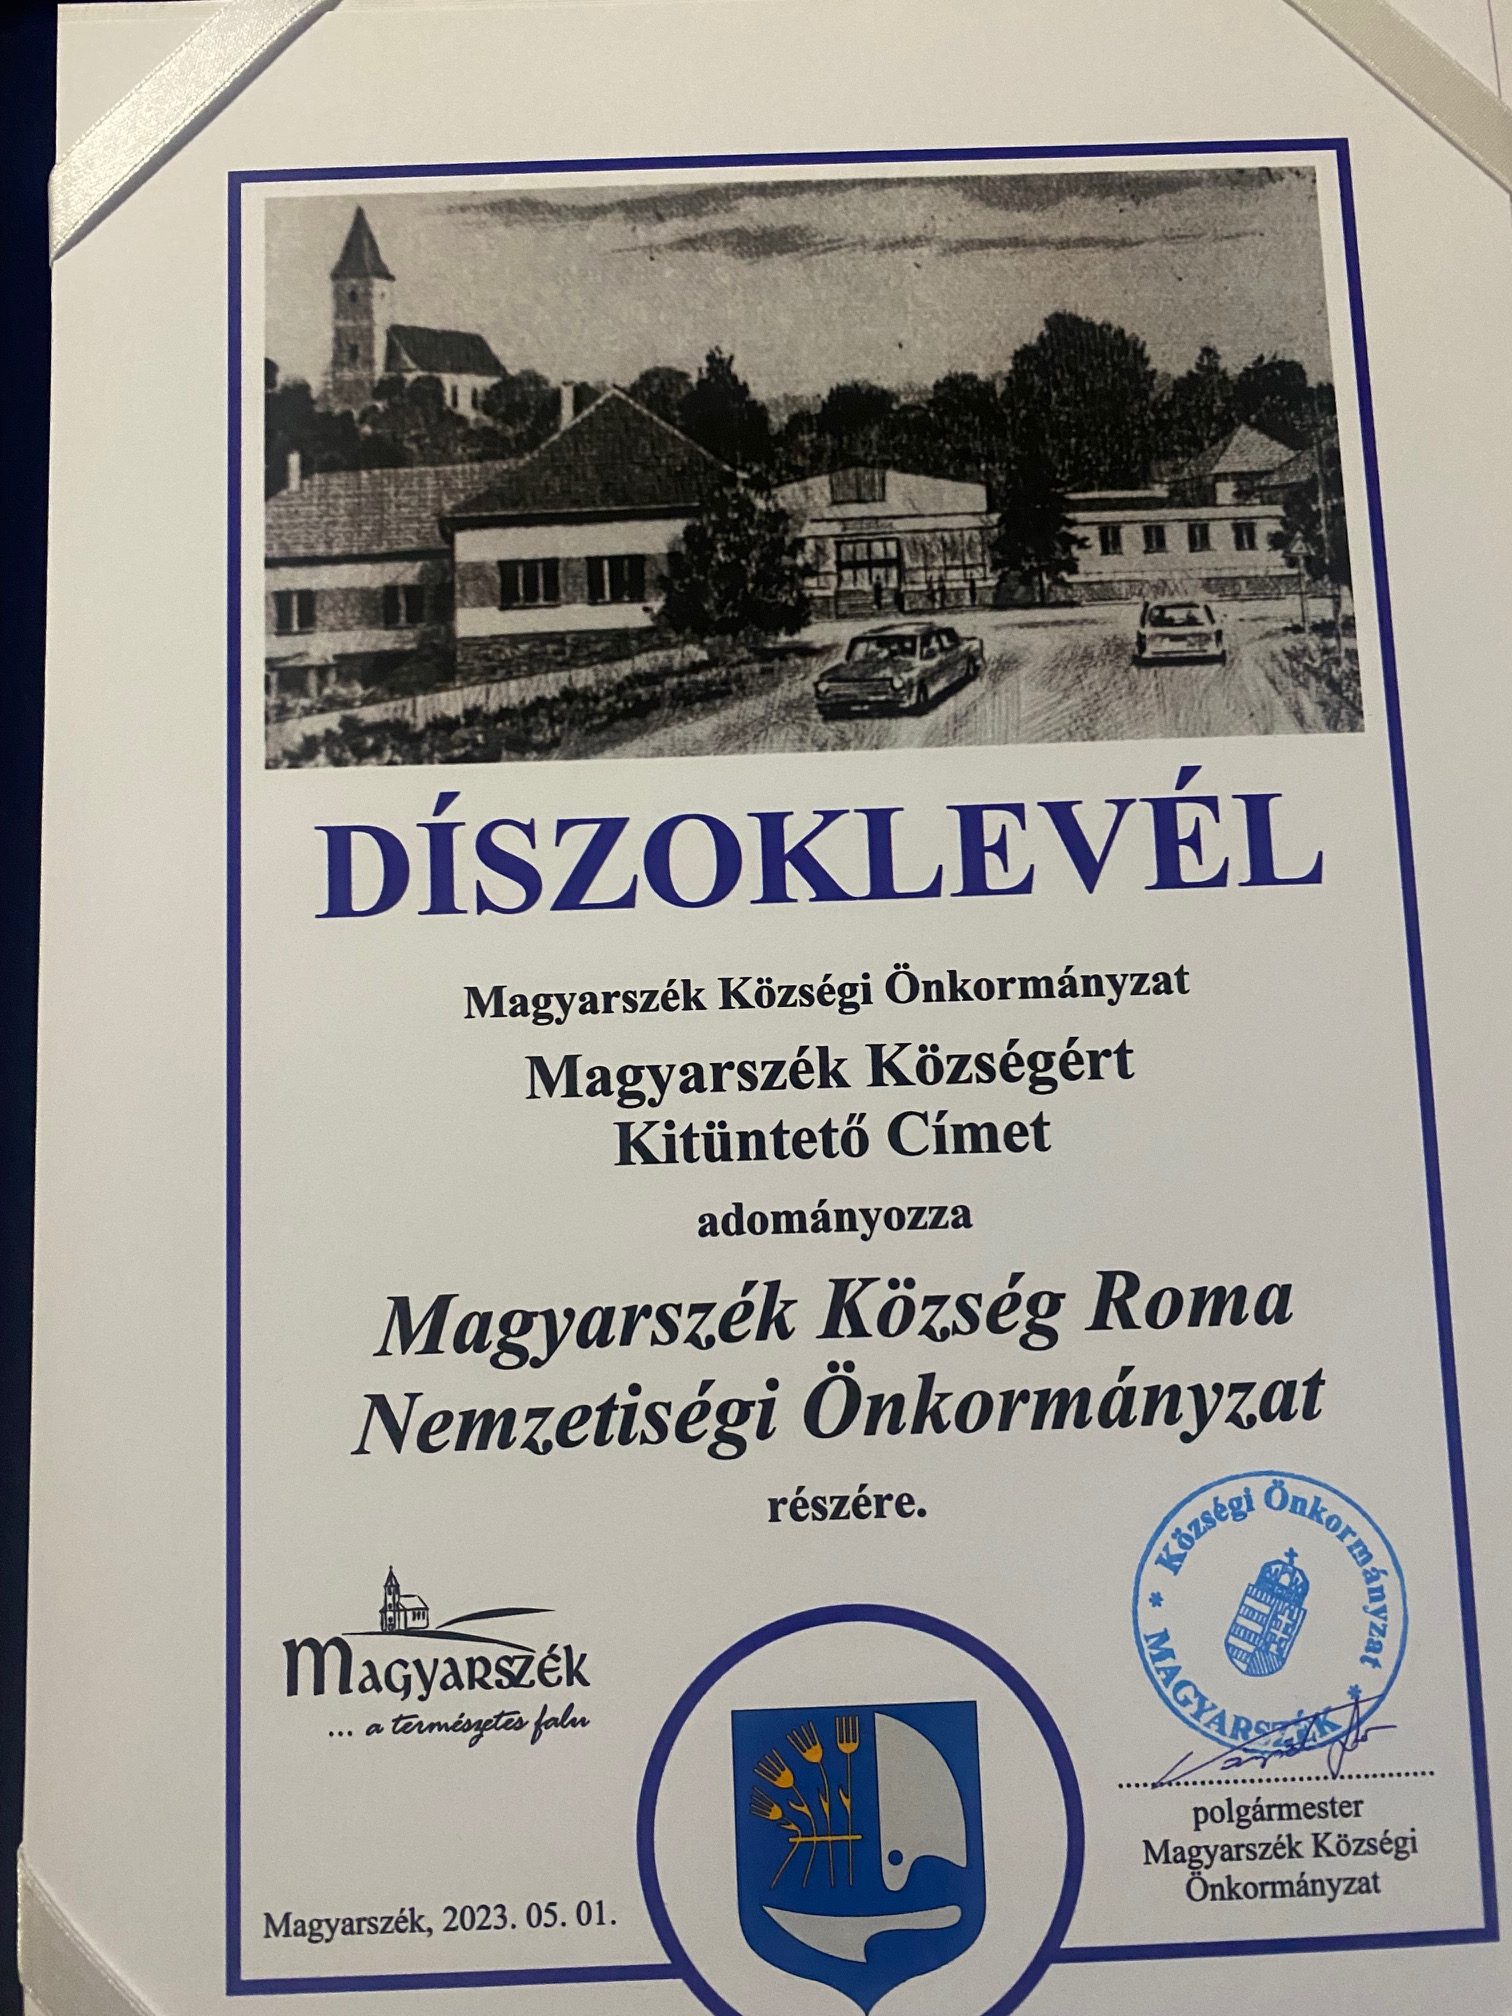 DÍSZOKLEVÉL
Magyarszék Községi Önkormányzat
Magyarszék Községért
Kitüntető Címet
adományozza
Magyarszék Község Roma
Nemzetiségi Önkormányzat
részére.
Magyarszék
... a természetes falu
* Községi Önkormányzat *
MAGYARSZÉK
polgármester
Magyarszék Községi
Önkormányzat
Magyarszék, 2023. 05. 01.